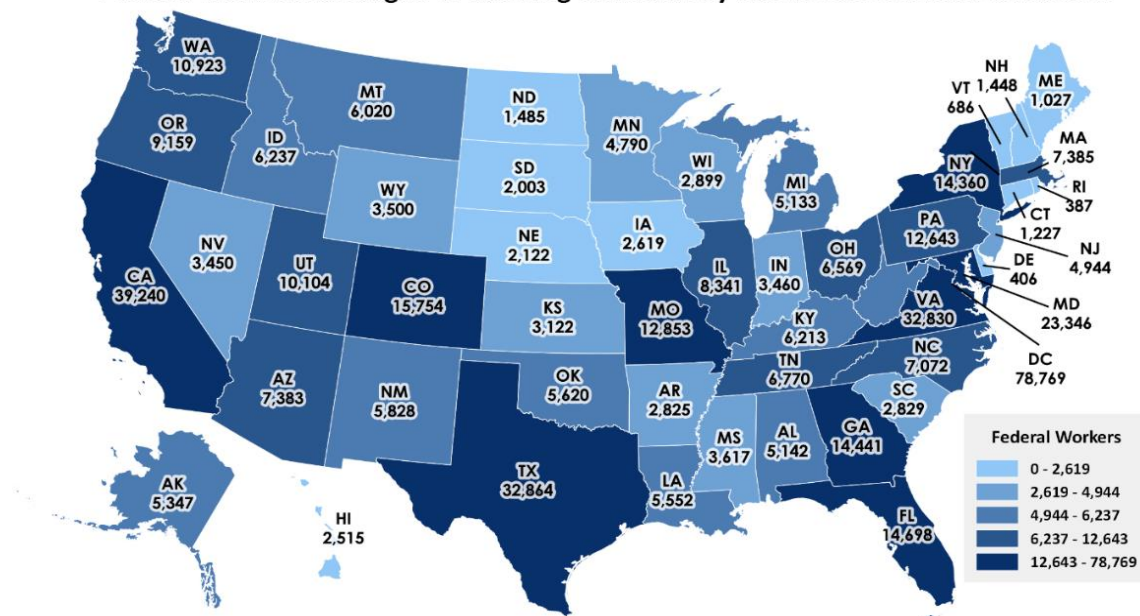 WA
10,923
MT
6,020
ND
1,485
MN
4,790
VT
686
NH
1,448
ME
1,027
OR
9,159
ID
6,237
SD
2,003
WI
2,899
MI
5,133
NY
14,360
MA
7,385
RI
387
CT
1,227
WY
3,500
IA
2,619
NE
2,122
PA
12,643
NJ
4,944
NV
3,450
UT
10,104
CO
15,754
KS
3,122
MO
12,853
IL
8,341
IN
3,460
OH
6,569
DE
406
MD
23,346
CA
39,240
KY
6,213
VA
32,830
DC
78,769
AZ
7,383
NM
5,828
OK
5,620
AR
2,825
TN
6,770
NC
7,072
SC
2,829
MS
3,617
AL
5,142
GA
14,441
TX
32,864
LA
5,552
FL
14,698
AK
5,347
HI
2,515
Federal Workers
0 - 2,619
2,619 - 4,944
4,944 - 6,237
6,237 - 12,643
12,643 - 78,769